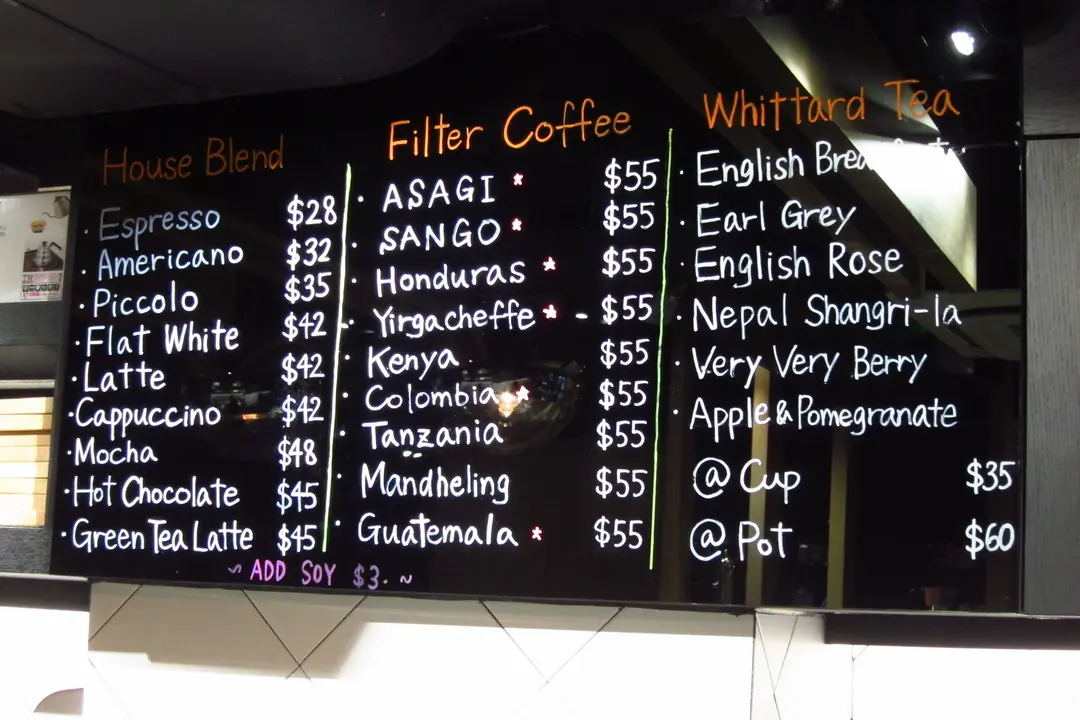 House Blend
· Espresso $28
· Americano $32
· Piccolo $35
· Flat White $42
· Latte $42
· Cappuccino $42
· Mocha $48
· Hot Chocolate $45
· Green Tea Latte $45
~ ADD SOY $3. ~
Filter Coffee
· ASAGI * $55
· SANGO * $55
· Honduras * $55
· Yirgacheffe * - $55
· Kenya $55
· Colombia * $55
· Tanzania $55
· Mandheling $55
· Guatemala * $55
Whittard Tea
· English Breakfast
· Earl Grey
· English Rose
· Nepal Shangri-la
· Very Very Berry
· Apple & Pomegranate
@ Cup $35
@ Pot $60